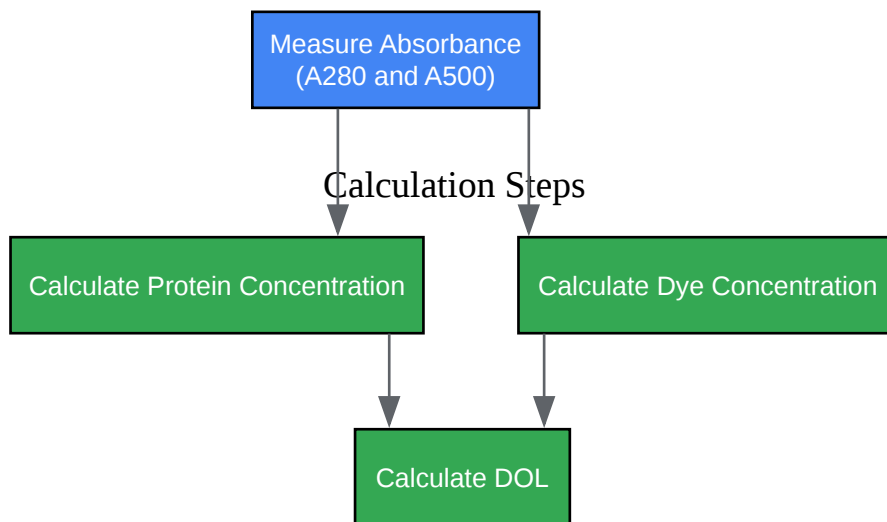 Measure Absorbance
(A280 and A500)
Calculation Steps
Calculate Protein Concentration
Calculate Dye Concentration
Calculate DOL